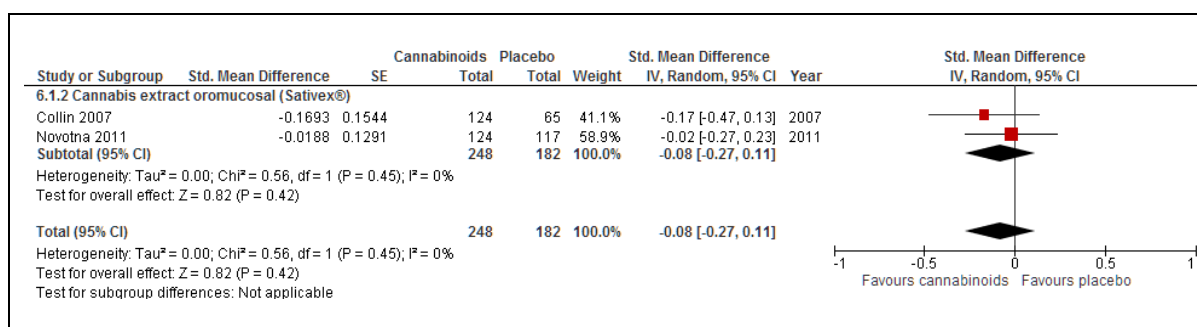 Cannabinoids Placebo Std. Mean Difference Std. Mean Difference
Study or Subgroup Std. Mean Difference SE Total Total Weight IV, Random, 95% CI Year IV, Random, 95% CI
6.1.2 Cannabis extract oromucosal (Sativex®)
Collin 2007 -0.1693 0.1544 124 65 41.1% -0.17 [-0.47, 0.13] 2007
Novotna 2011 -0.0188 0.1291 124 117 58.9% -0.02 [-0.27, 0.23] 2011
Subtotal (95% CI) 248 182 100.0% -0.08 [-0.27, 0.11]
Heterogeneity: Tau² = 0.00; Chi² = 0.56, df = 1 (P = 0.45); I² = 0%
Test for overall effect: Z = 0.82 (P = 0.42)
Total (95% CI) 248 182 100.0% -0.08 [-0.27, 0.11]
Heterogeneity: Tau² = 0.00; Chi² = 0.56, df = 1 (P = 0.45); I² = 0%
Test for overall effect: Z = 0.82 (P = 0.42)
Test for subgroup differences: Not applicable
-1 -0.5 0 0.5 1
Favours cannabinoids Favours placebo